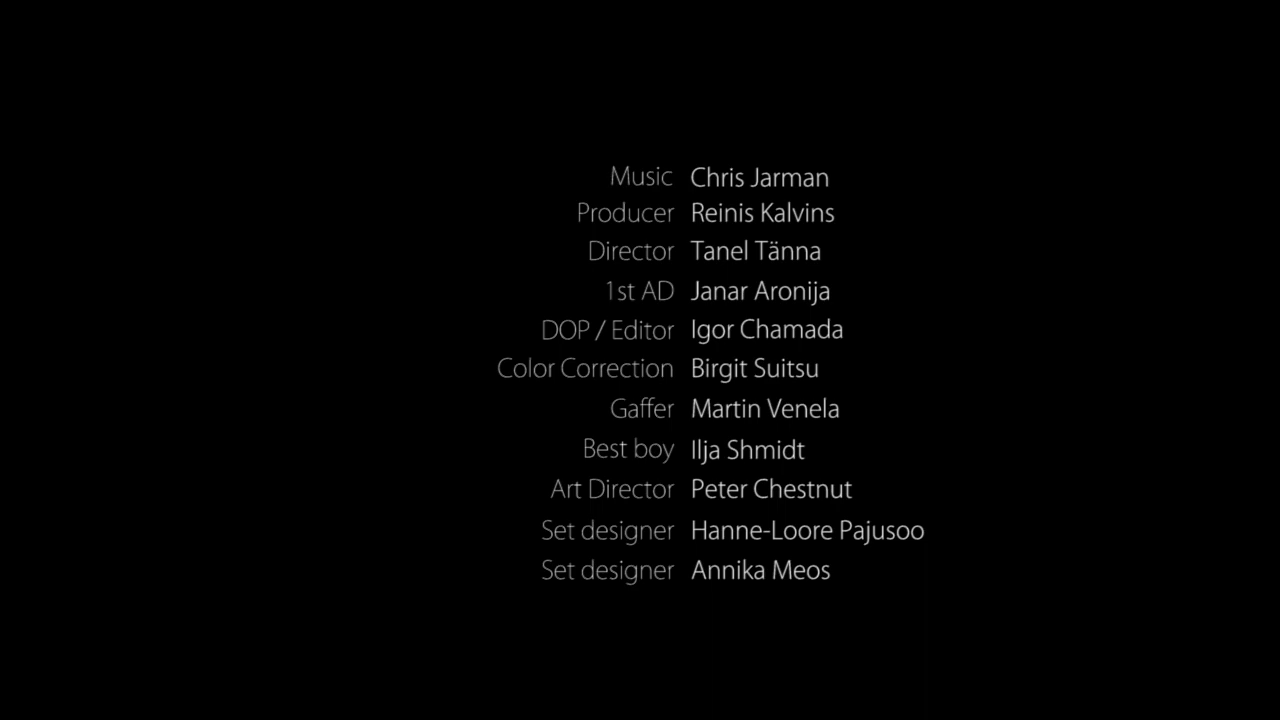 Music Chris Jarman
Producer Reinis Kalvins
Director Tanel Tänna
1st AD Janar Aronija
DOP / Editor Igor Chamada
Color Correction Birgit Suitsu
Gaffer Martin Venela
Best boy Ilja Shmidt
Art Director Peter Chestnut
Set designer Hanne-Loore Pajusoo
Set designer Annika Meos